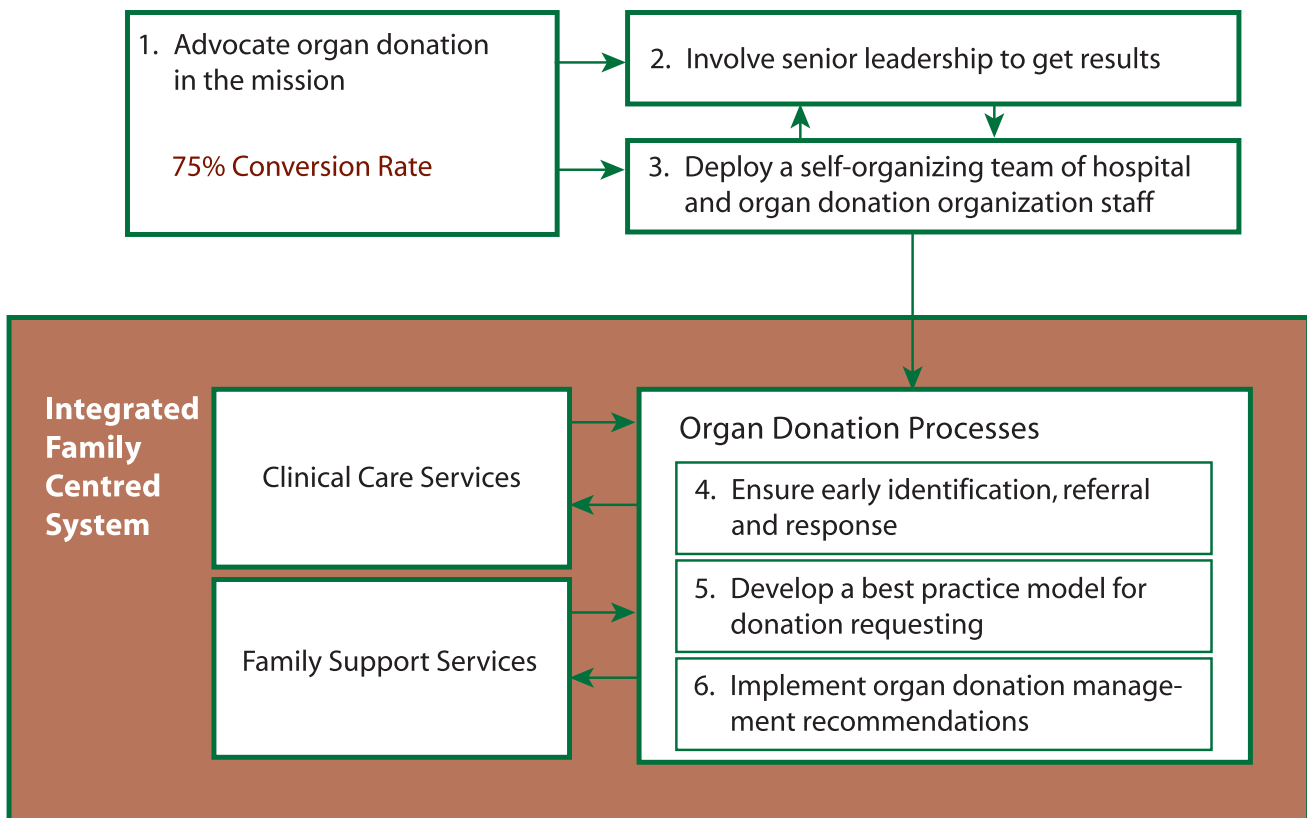 1. Advocate organ donation
in the mission
75% Conversion Rate
2. Involve senior leadership to get results
3. Deploy a self-organizing team of hospital
and organ donation organization staff
Integrated
Family
Centred
System
Clinical Care Services
Family Support Services
Organ Donation Processes
4. Ensure early identification, referral
and response
5. Develop a best practice model for
donation requesting
6. Implement organ donation manage-
ment recommendations